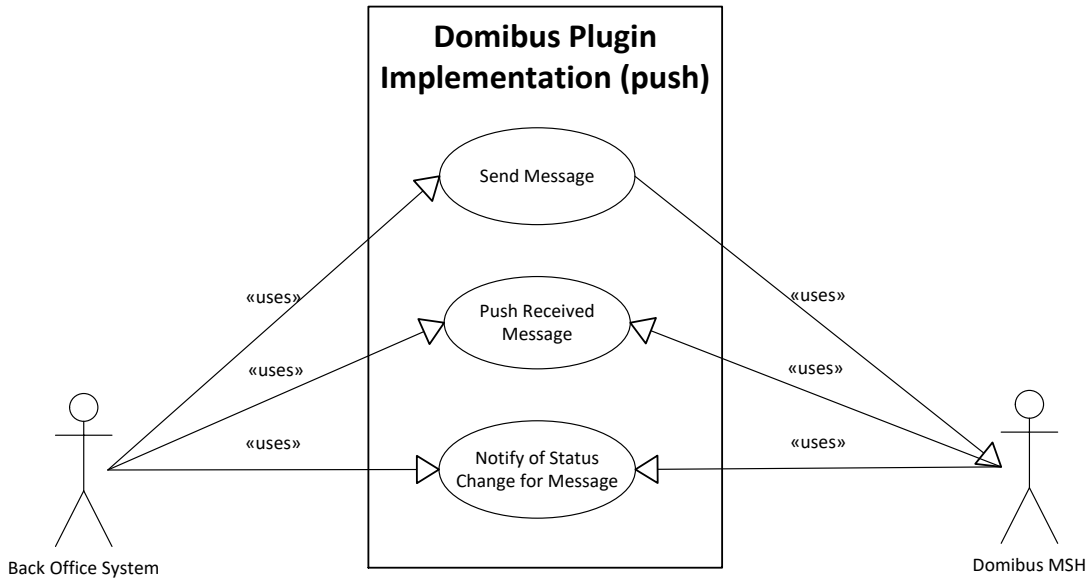 Domibus Plugin
Implementation (push)
Send Message
«uses»
«uses»
Push Received
Message
«uses»
«uses»
«uses»
«uses»
Notify of Status
Change for Message
Back Office System
Domibus MSH